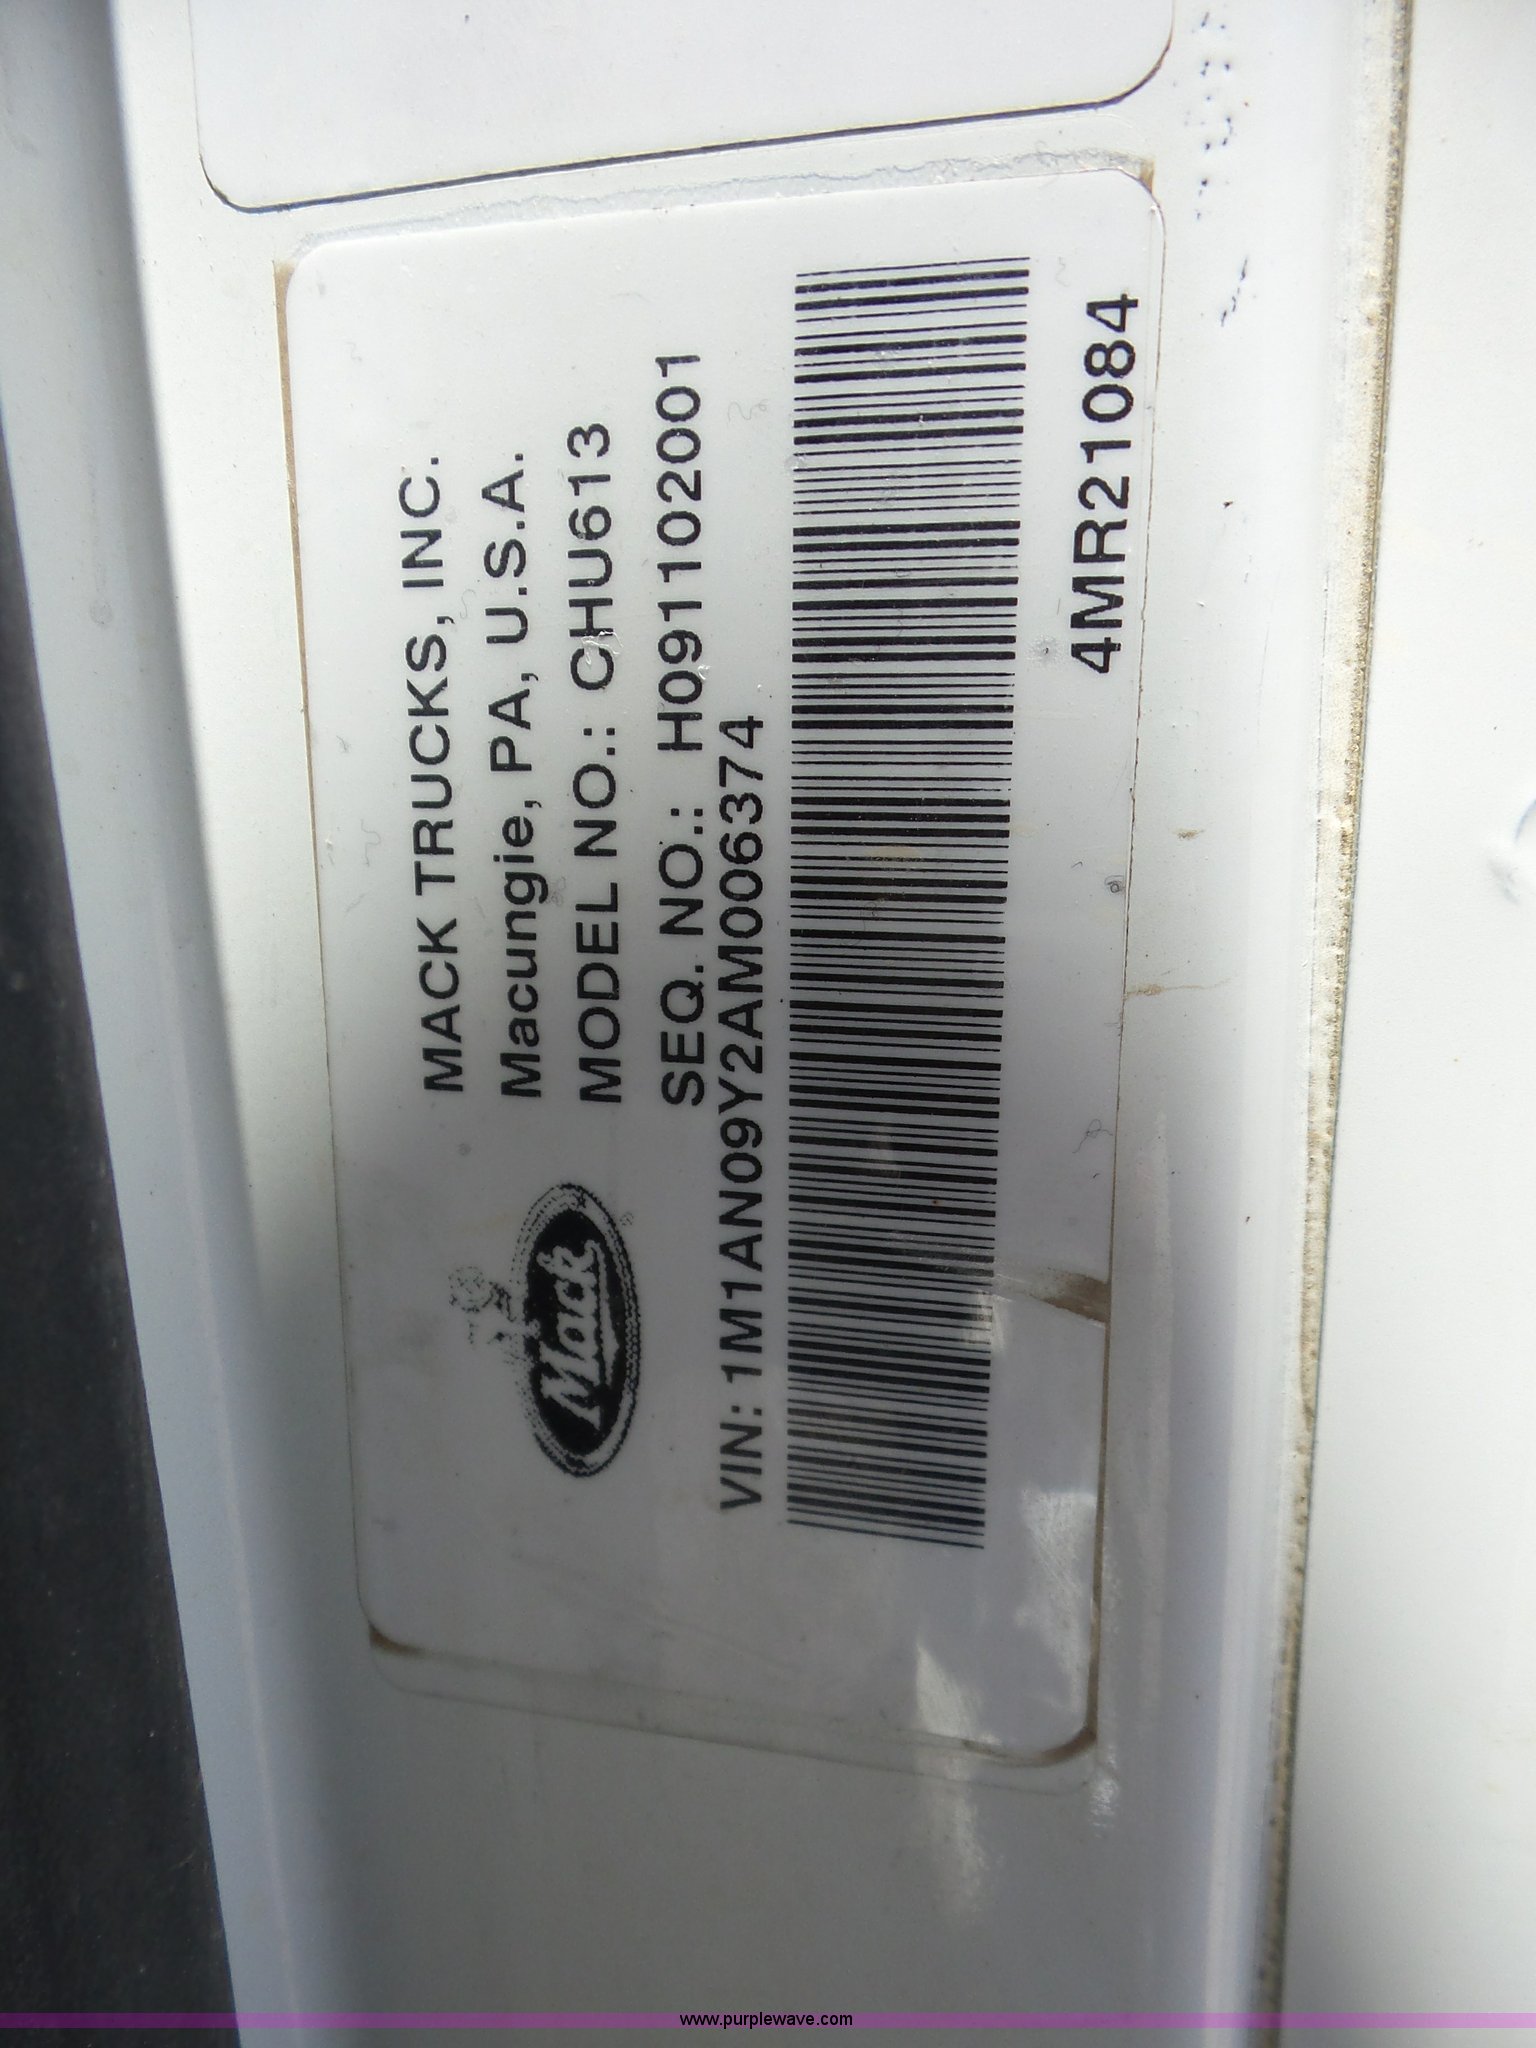 MACK TRUCKS, INC.
Macungie, PA, U.S.A.
MODEL NO.: CHU613
SEQ. NO.: H091102001
Mack
VIN: 1M1AN09Y2AM006374
4MR21084
www.purplewave.com